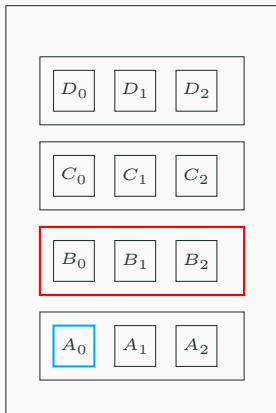 D₀ D₁ D₂
C₀ C₁ C₂
B₀ B₁ B₂
A₀ A₁ A₂